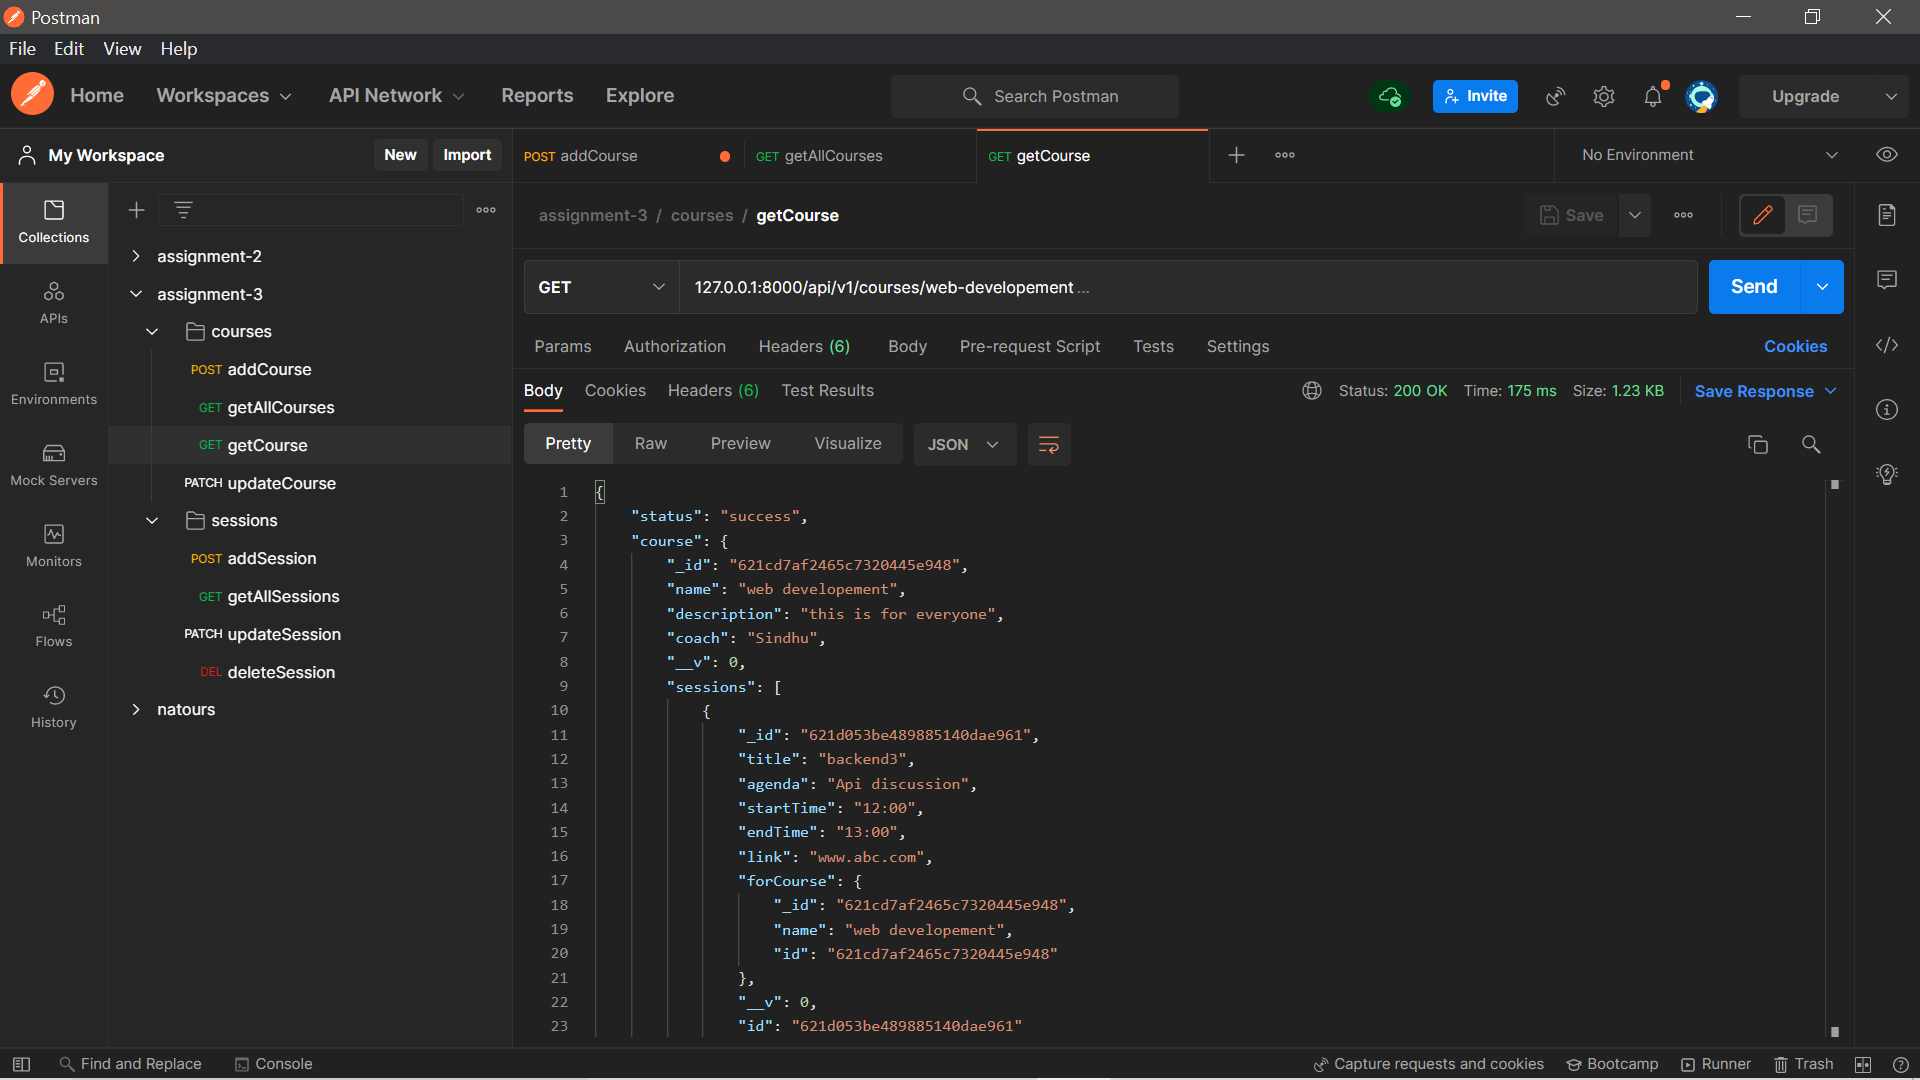 Postman
File Edit View Help
Home Workspaces API Network Reports Explore Search Postman Invite Upgrade
My Workspace New Import POST addCourse GET getAllCourses GET getCourse No Environment
Collections
APIs
Environments
Mock Servers
Monitors
Flows
History
assignment-2
assignment-3
courses
POST addCourse
GET getAllCourses
GET getCourse
PATCH updateCourse
sessions
POST addSession
GET getAllSessions
PATCH updateSession
DEL deleteSession
natours
assignment-3 / courses / getCourse Save
GET 127.0.0.1:8000/api/v1/courses/web-developement ... Send
Params Authorization Headers (6) Body Pre-request Script Tests Settings Cookies
Body Cookies Headers (6) Test Results Status: 200 OK Time: 175 ms Size: 1.23 KB Save Response
Pretty Raw Preview Visualize JSON
1 {
2 "status": "success",
3 "course": {
4 "_id": "621cd7af2465c7320445e948",
5 "name": "web developement",
6 "description": "this is for everyone",
7 "coach": "Sindhu",
8 "__v": 0,
9 "sessions": [
10 {
11 "_id": "621d053be489885140dae961",
12 "title": "backend3",
13 "agenda": "Api discussion",
14 "startTime": "12:00",
15 "endTime": "13:00",
16 "link": "www.abc.com",
17 "forCourse": {
18 "_id": "621cd7af2465c7320445e948",
19 "name": "web developement",
20 "id": "621cd7af2465c7320445e948"
21 },
22 "__v": 0,
23 "id": "621d053be489885140dae961"
Find and Replace Console Capture requests and cookies Bootcamp Runner Trash